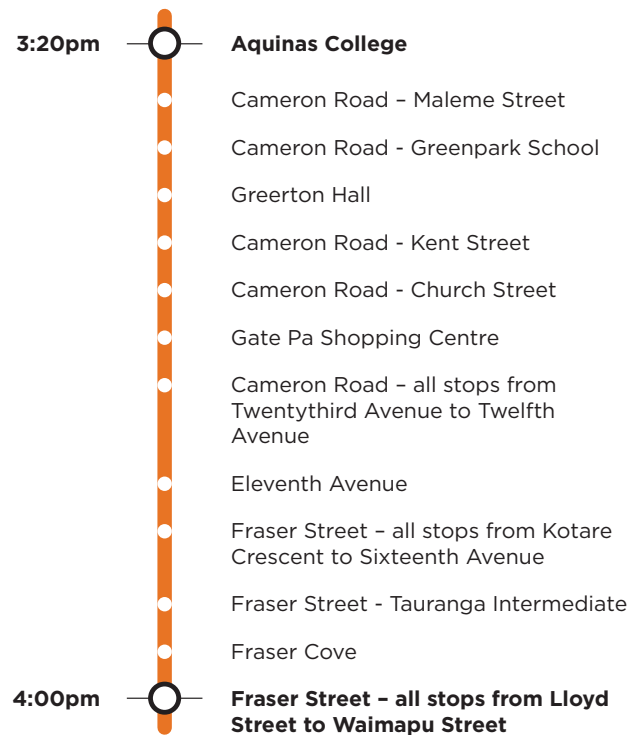 3:20pm Aquinas College
Cameron Road – Maleme Street
Cameron Road - Greenpark School
Greerton Hall
Cameron Road - Kent Street
Cameron Road - Church Street
Gate Pa Shopping Centre
Cameron Road – all stops from
Twentythird Avenue to Twelfth
Avenue
Eleventh Avenue
Fraser Street – all stops from Kotare
Crescent to Sixteenth Avenue
Fraser Street - Tauranga Intermediate
Fraser Cove
4:00pm Fraser Street – all stops from Lloyd
Street to Waimapu Street